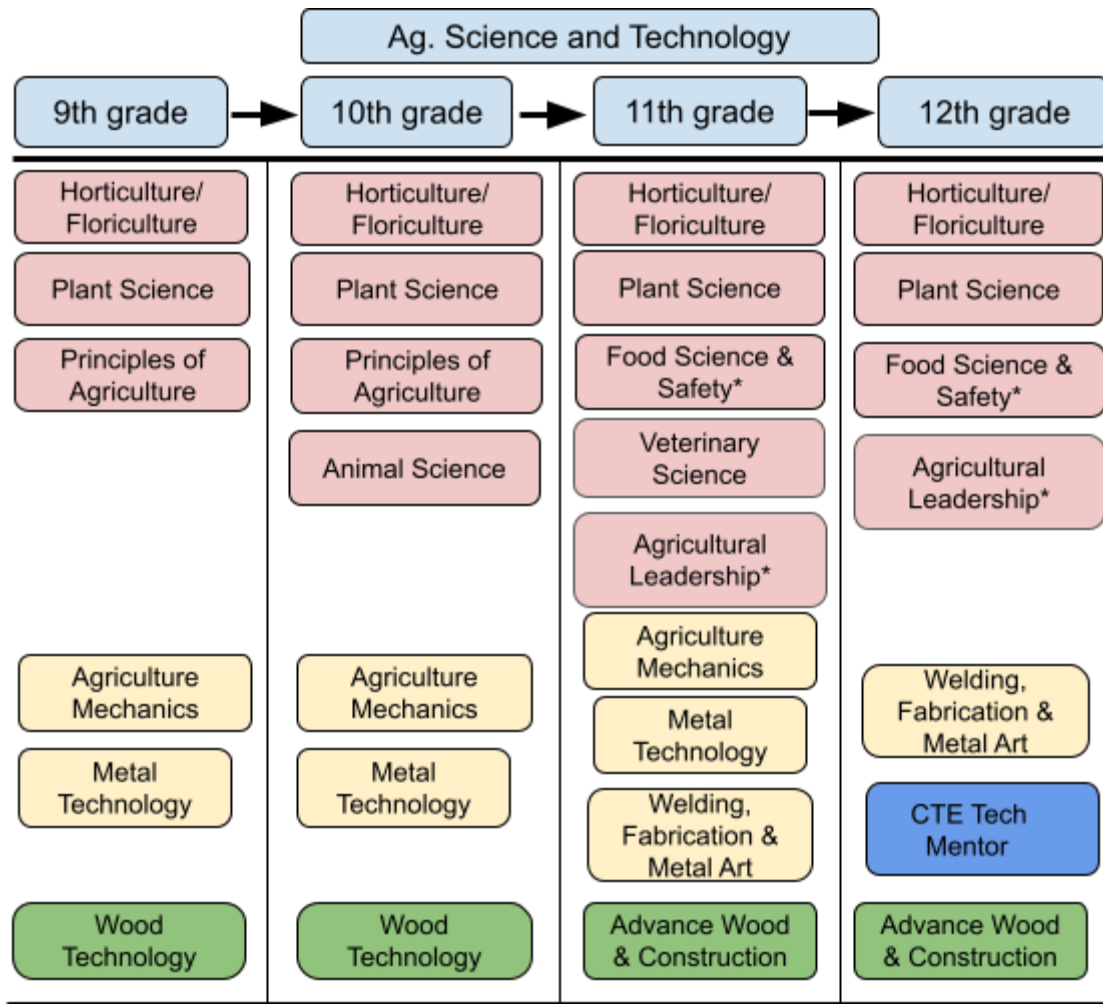 Ag. Science and Technology
9th grade
10th grade
11th grade
12th grade
Horticulture/
Floriculture
Plant Science
Principles of
Agriculture
Agriculture
Mechanics
Metal
Technology
Wood
Technology
Horticulture/
Floriculture
Plant Science
Principles of
Agriculture
Animal Science
Agriculture
Mechanics
Metal
Technology
Wood
Technology
Horticulture/
Floriculture
Plant Science
Food Science &
Safety*
Veterinary
Science
Agricultural
Leadership*
Agriculture
Mechanics
Metal
Technology
Welding,
Fabrication &
Metal Art
Advance Wood
& Construction
Horticulture/
Floriculture
Plant Science
Food Science &
Safety*
Agricultural
Leadership*
Welding,
Fabrication &
Metal Art
CTE Tech
Mentor
Advance Wood
& Construction